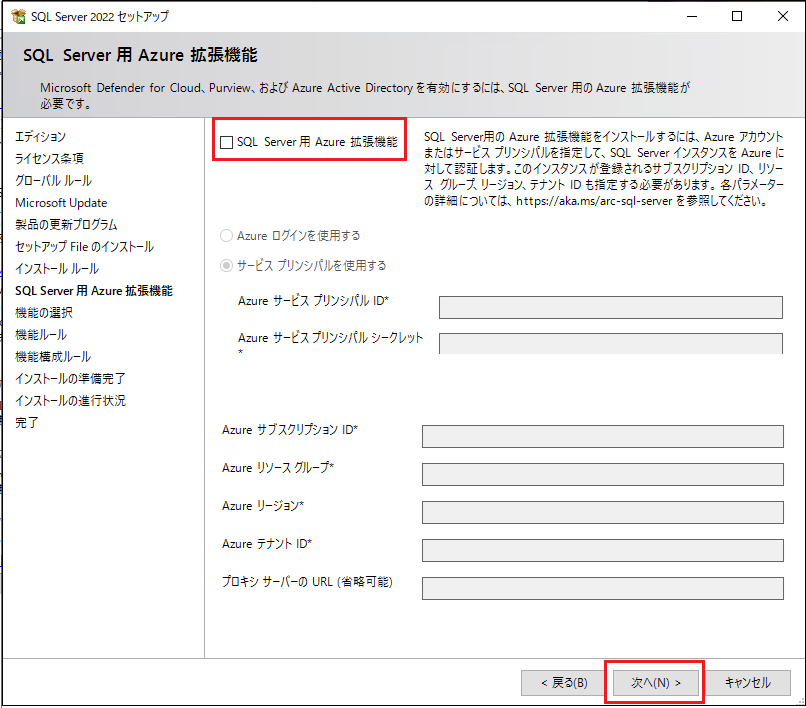 SQL Server 2022 セットアップ
SQL Server 用 Azure 拡張機能
Microsoft Defender for Cloud、Purview、および Azure Active Directory を有効にするには、SQL Server 用の Azure 拡張機能が
必要です。
エディション
ライセンス条項
グローバル ルール
Microsoft Update
製品の更新プログラム
セットアップ File のインストール
インストール ルール
SQL Server 用 Azure 拡張機能
機能の選択
機能ルール
機能構成ルール
インストールの準備完了
インストールの進行状況
完了
SQL Server 用 Azure 拡張機能
SQL Server用の Azure 拡張機能をインストールするには、Azure アカウント
またはサービス プリンシパルを指定して、SQL Server インスタンスを Azure に
対して認証します。このインスタンスが登録されるサブスクリプション ID、リソー
ス グループ、リージョン、テナント ID も指定する必要があります。各パラメーター
の詳細については、https://aka.ms/arc-sql-server を参照してください。
Azure ログインを使用する
サービス プリンシパルを使用する
Azure サービス プリンシパル ID*
Azure サービス プリンシパル シークレット
*
Azure サブスクリプション ID*
Azure リソース グループ*
Azure リージョン*
Azure テナント ID*
プロキシ サーバーの URL (省略可能)
< 戻る(B)
次へ(N) >
キャンセル